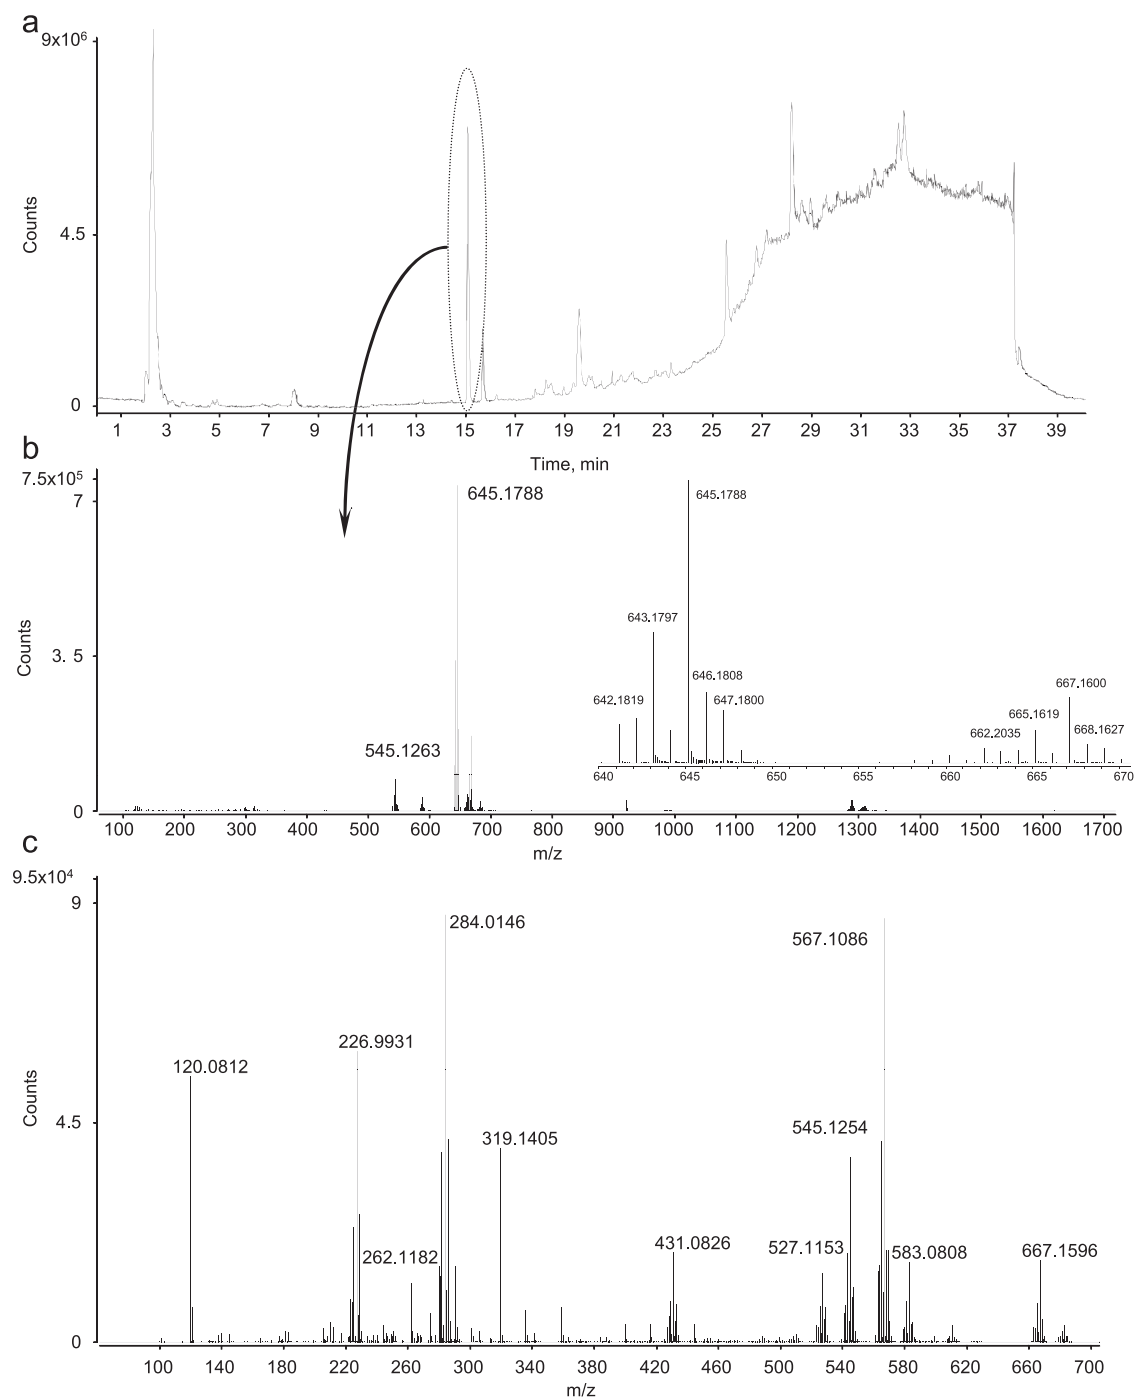 a
9x10⁶
4.5
0
Counts
1 3 5 7 9 11 13 15 17 19 21 23 25 27 29 31 33 35 37 39
Time, min
b
7.5x10⁵
7
3. 5
0
Counts
645.1788
545.1263
645.1788
643.1797
646.1808
642.1819
647.1800
667.1600
665.1619
662.2035
668.1627
640 645 650 655 660 665 670
100 200 300 400 500 600 700 800 900 1000 1100 1200 1300 1400 1500 1600 1700
m/z
c
9.5x10⁴
9
4.5
0
Counts
284.0146
567.1086
226.9931
120.0812
545.1254
319.1405
431.0826
527.1153
583.0808
667.1596
262.1182
100 140 220 260 300 340 380 420 460 500 540 580 620 660 700
m/z